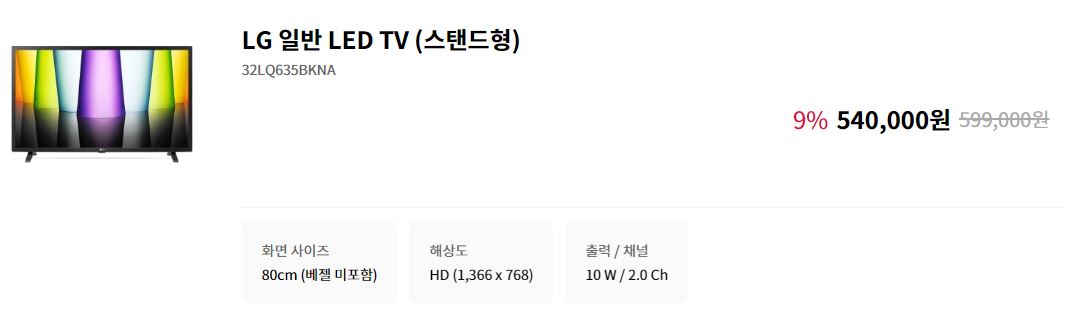 LG 일반 LED TV (스탠드형)
32LQ635BKNA
9% 540,000원 599,000원
화면 사이즈
80cm (베젤 미포함)
해상도
HD (1,366 x 768)
출력 / 채널
10 W / 2.0 Ch